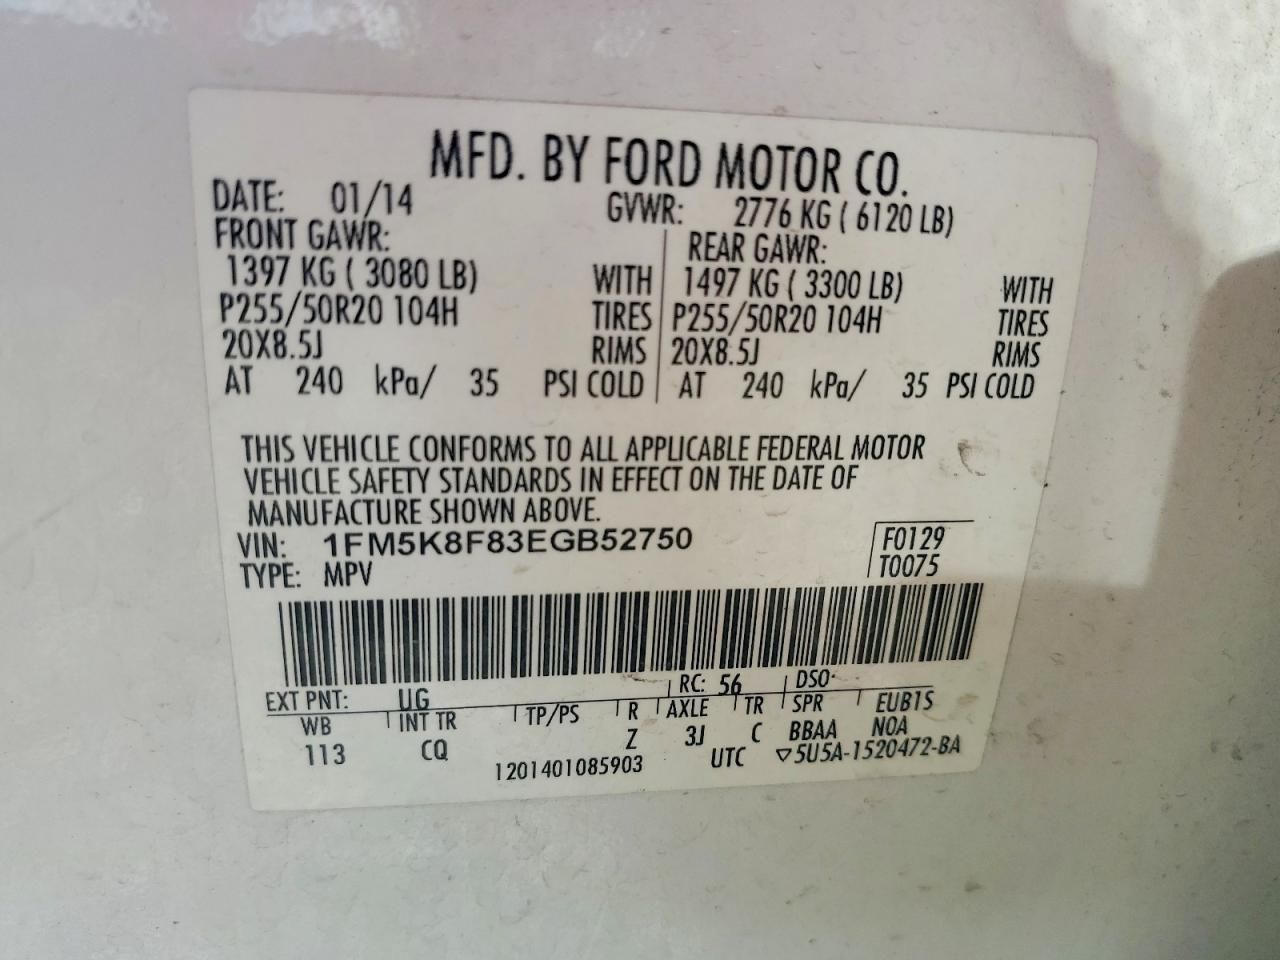 MFD. BY FORD MOTOR CO.
DATE: 01/14 GVWR: 2776 KG ( 6120 LB)
FRONT GAWR: REAR GAWR:
1397 KG ( 3080 LB) WITH 1497 KG ( 3300 LB) WITH
P255/50R20 104H TIRES P255/50R20 104H TIRES
20X8.5J RIMS 20X8.5J RIMS
AT 240 kPa/ 35 PSI COLD AT 240 kPa/ 35 PSI COLD
THIS VEHICLE CONFORMS TO ALL APPLICABLE FEDERAL MOTOR
VEHICLE SAFETY STANDARDS IN EFFECT ON THE DATE OF
MANUFACTURE SHOWN ABOVE.
VIN: 1FM5K8F83EGB52750 F0129
TYPE: MPV T0075
EXT PNT: UG RC: 56 DSO:
WB INT TR TP/PS R AXLE TR SPR EUB1S
113 CQ Z 3J C BBAA NOA
1201401085903 UTC ▽5U5A-1520472-BA